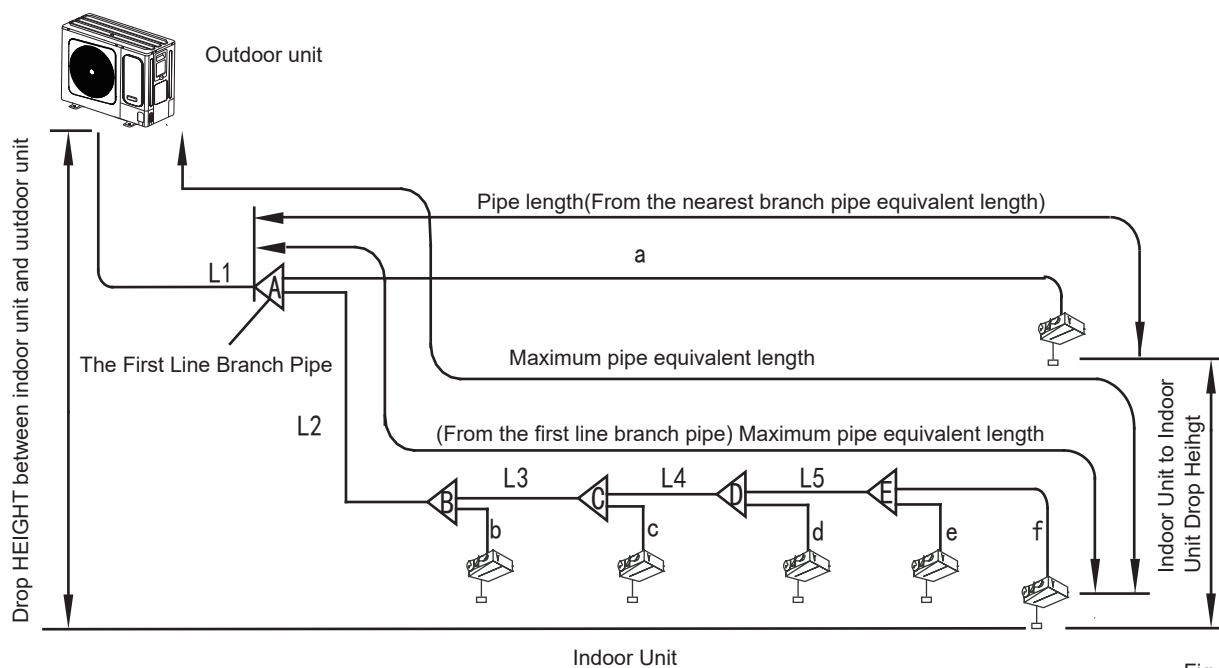 Outdoor unit
Drop HEIGHT between indoor unit and uutdoor unit
Pipe length(From the nearest branch pipe equivalent length)
a
L1
A
The First Line Branch Pipe
Maximum pipe equivalent length
L2
(From the first line branch pipe) Maximum pipe equivalent length
Indoor Unit to Indoor
Unit Drop Heihgt
L3
L4
L5
B
C
D
E
b
c
d
e
f
Indoor Unit